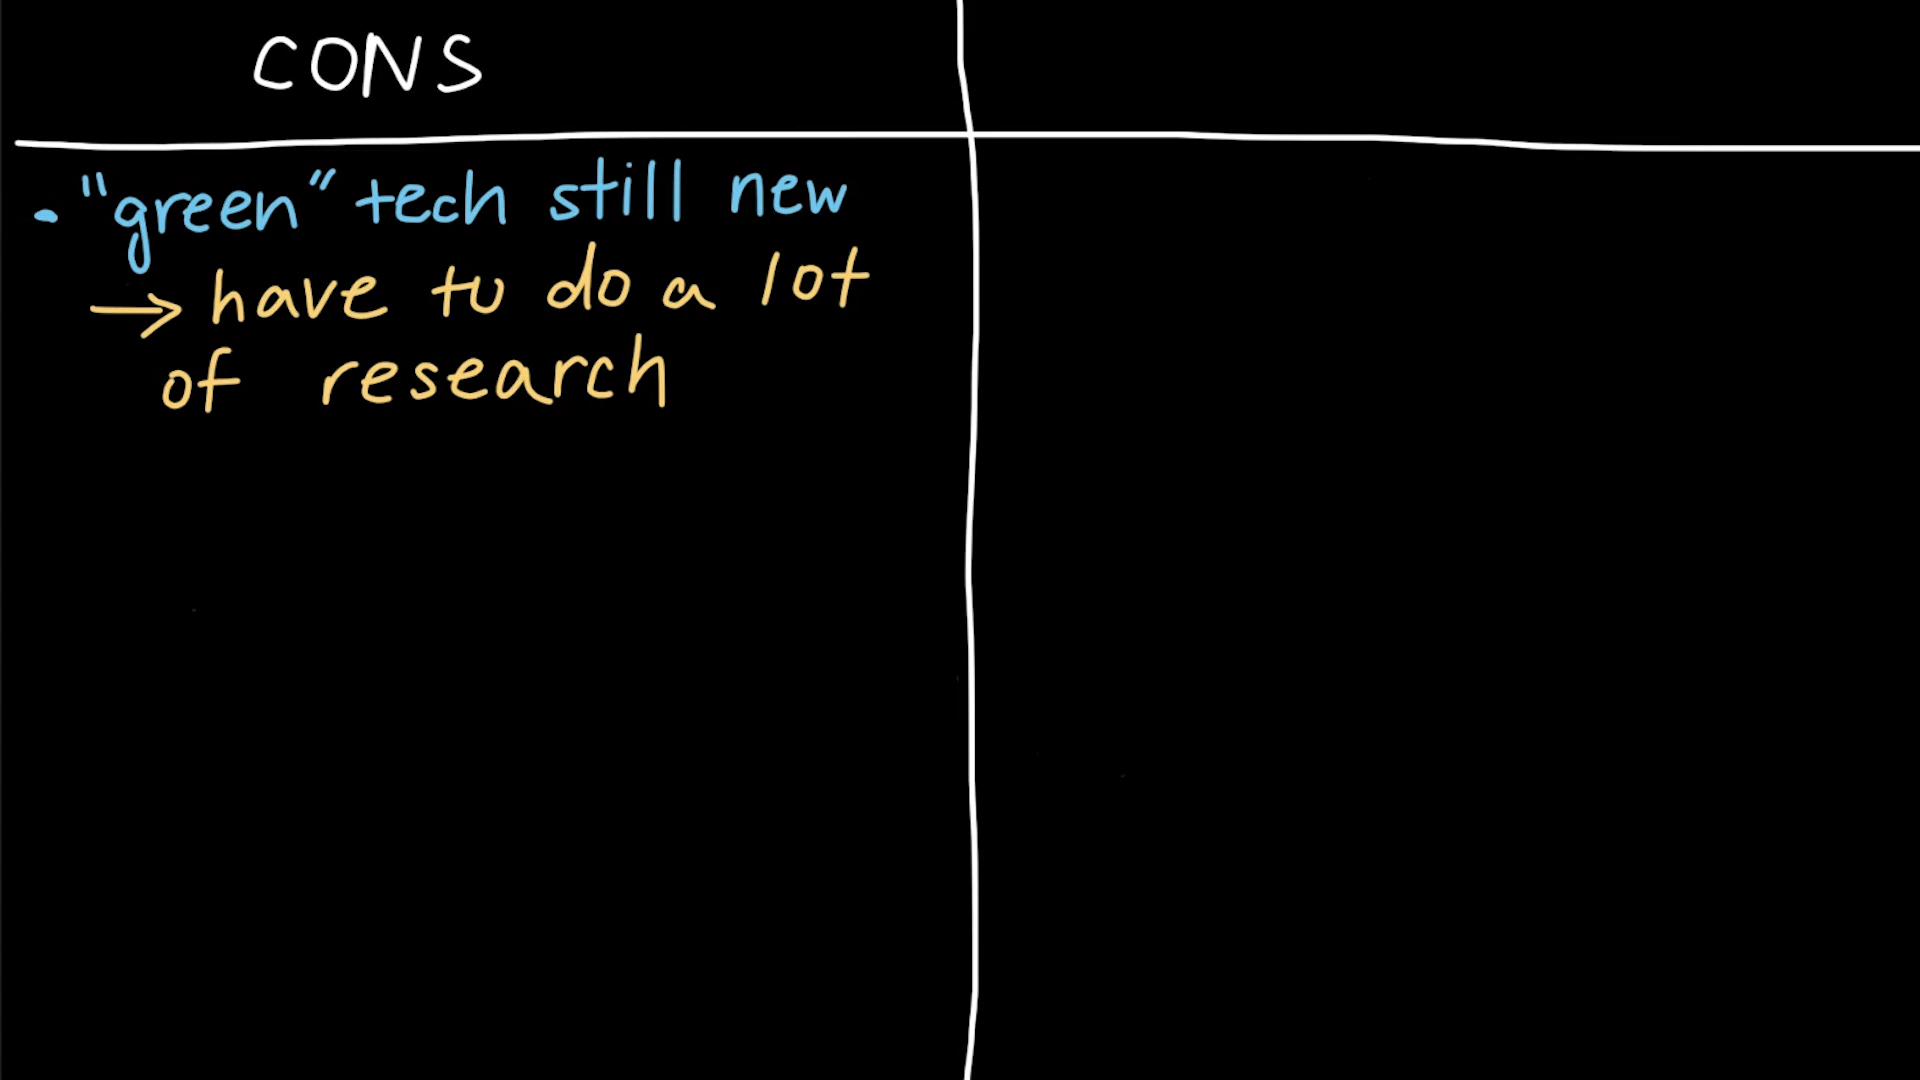 CONS
• "green" tech still new
→ have to do a lot
of research